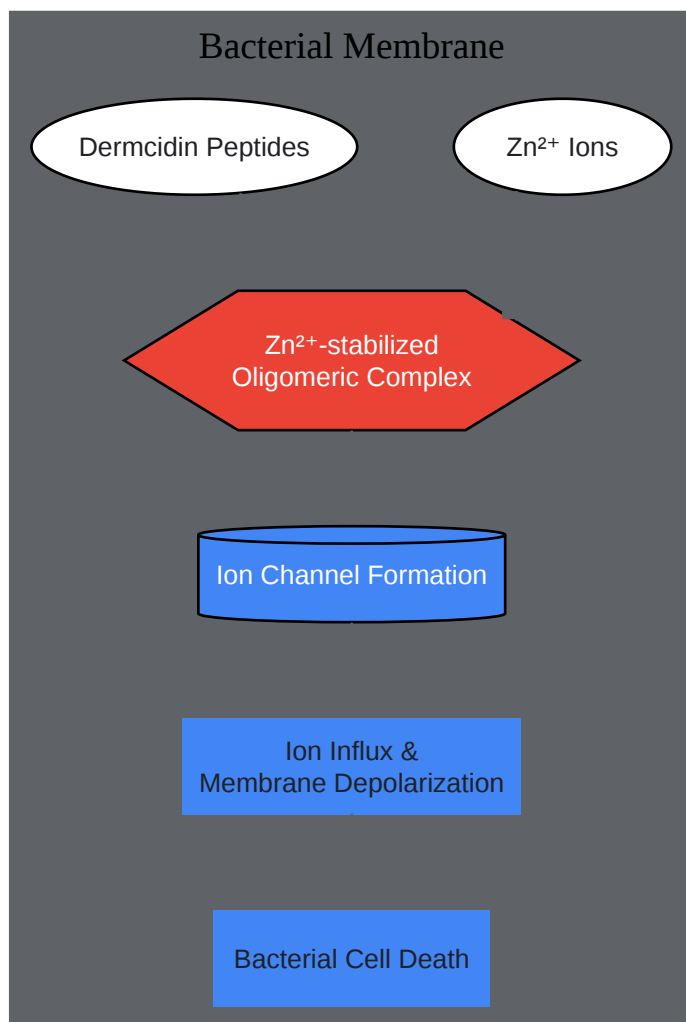 Bacterial Membrane
Dermcidin Peptides
Zn²⁺ Ions
Zn²⁺-stabilized
Oligomeric Complex
Ion Channel Formation
Ion Influx &
Membrane Depolarization
Bacterial Cell Death